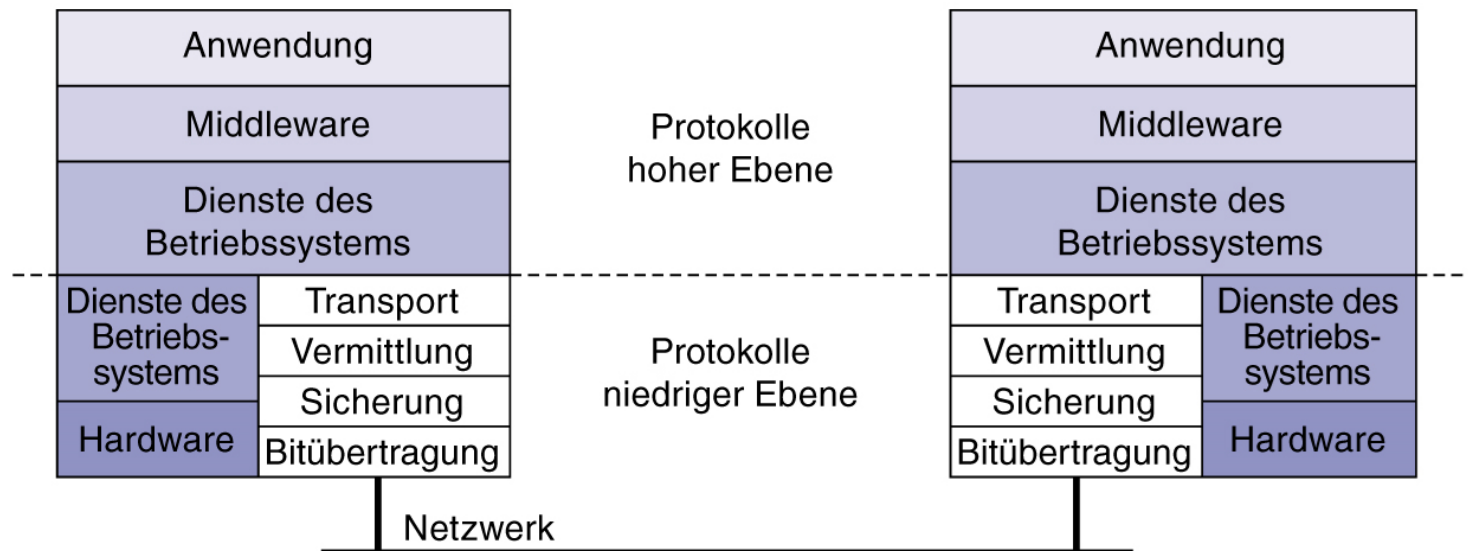 Anwendung
Middleware
Dienste des
Betriebssystems
Dienste des
Betriebs-
systems
Hardware
Transport
Vermittlung
Sicherung
Bitübertragung
Protokolle
hoher Ebene
Protokolle
niedriger Ebene
Anwendung
Middleware
Dienste des
Betriebssystems
Transport
Vermittlung
Sicherung
Bitübertragung
Dienste des
Betriebs-
systems
Hardware
Netzwerk